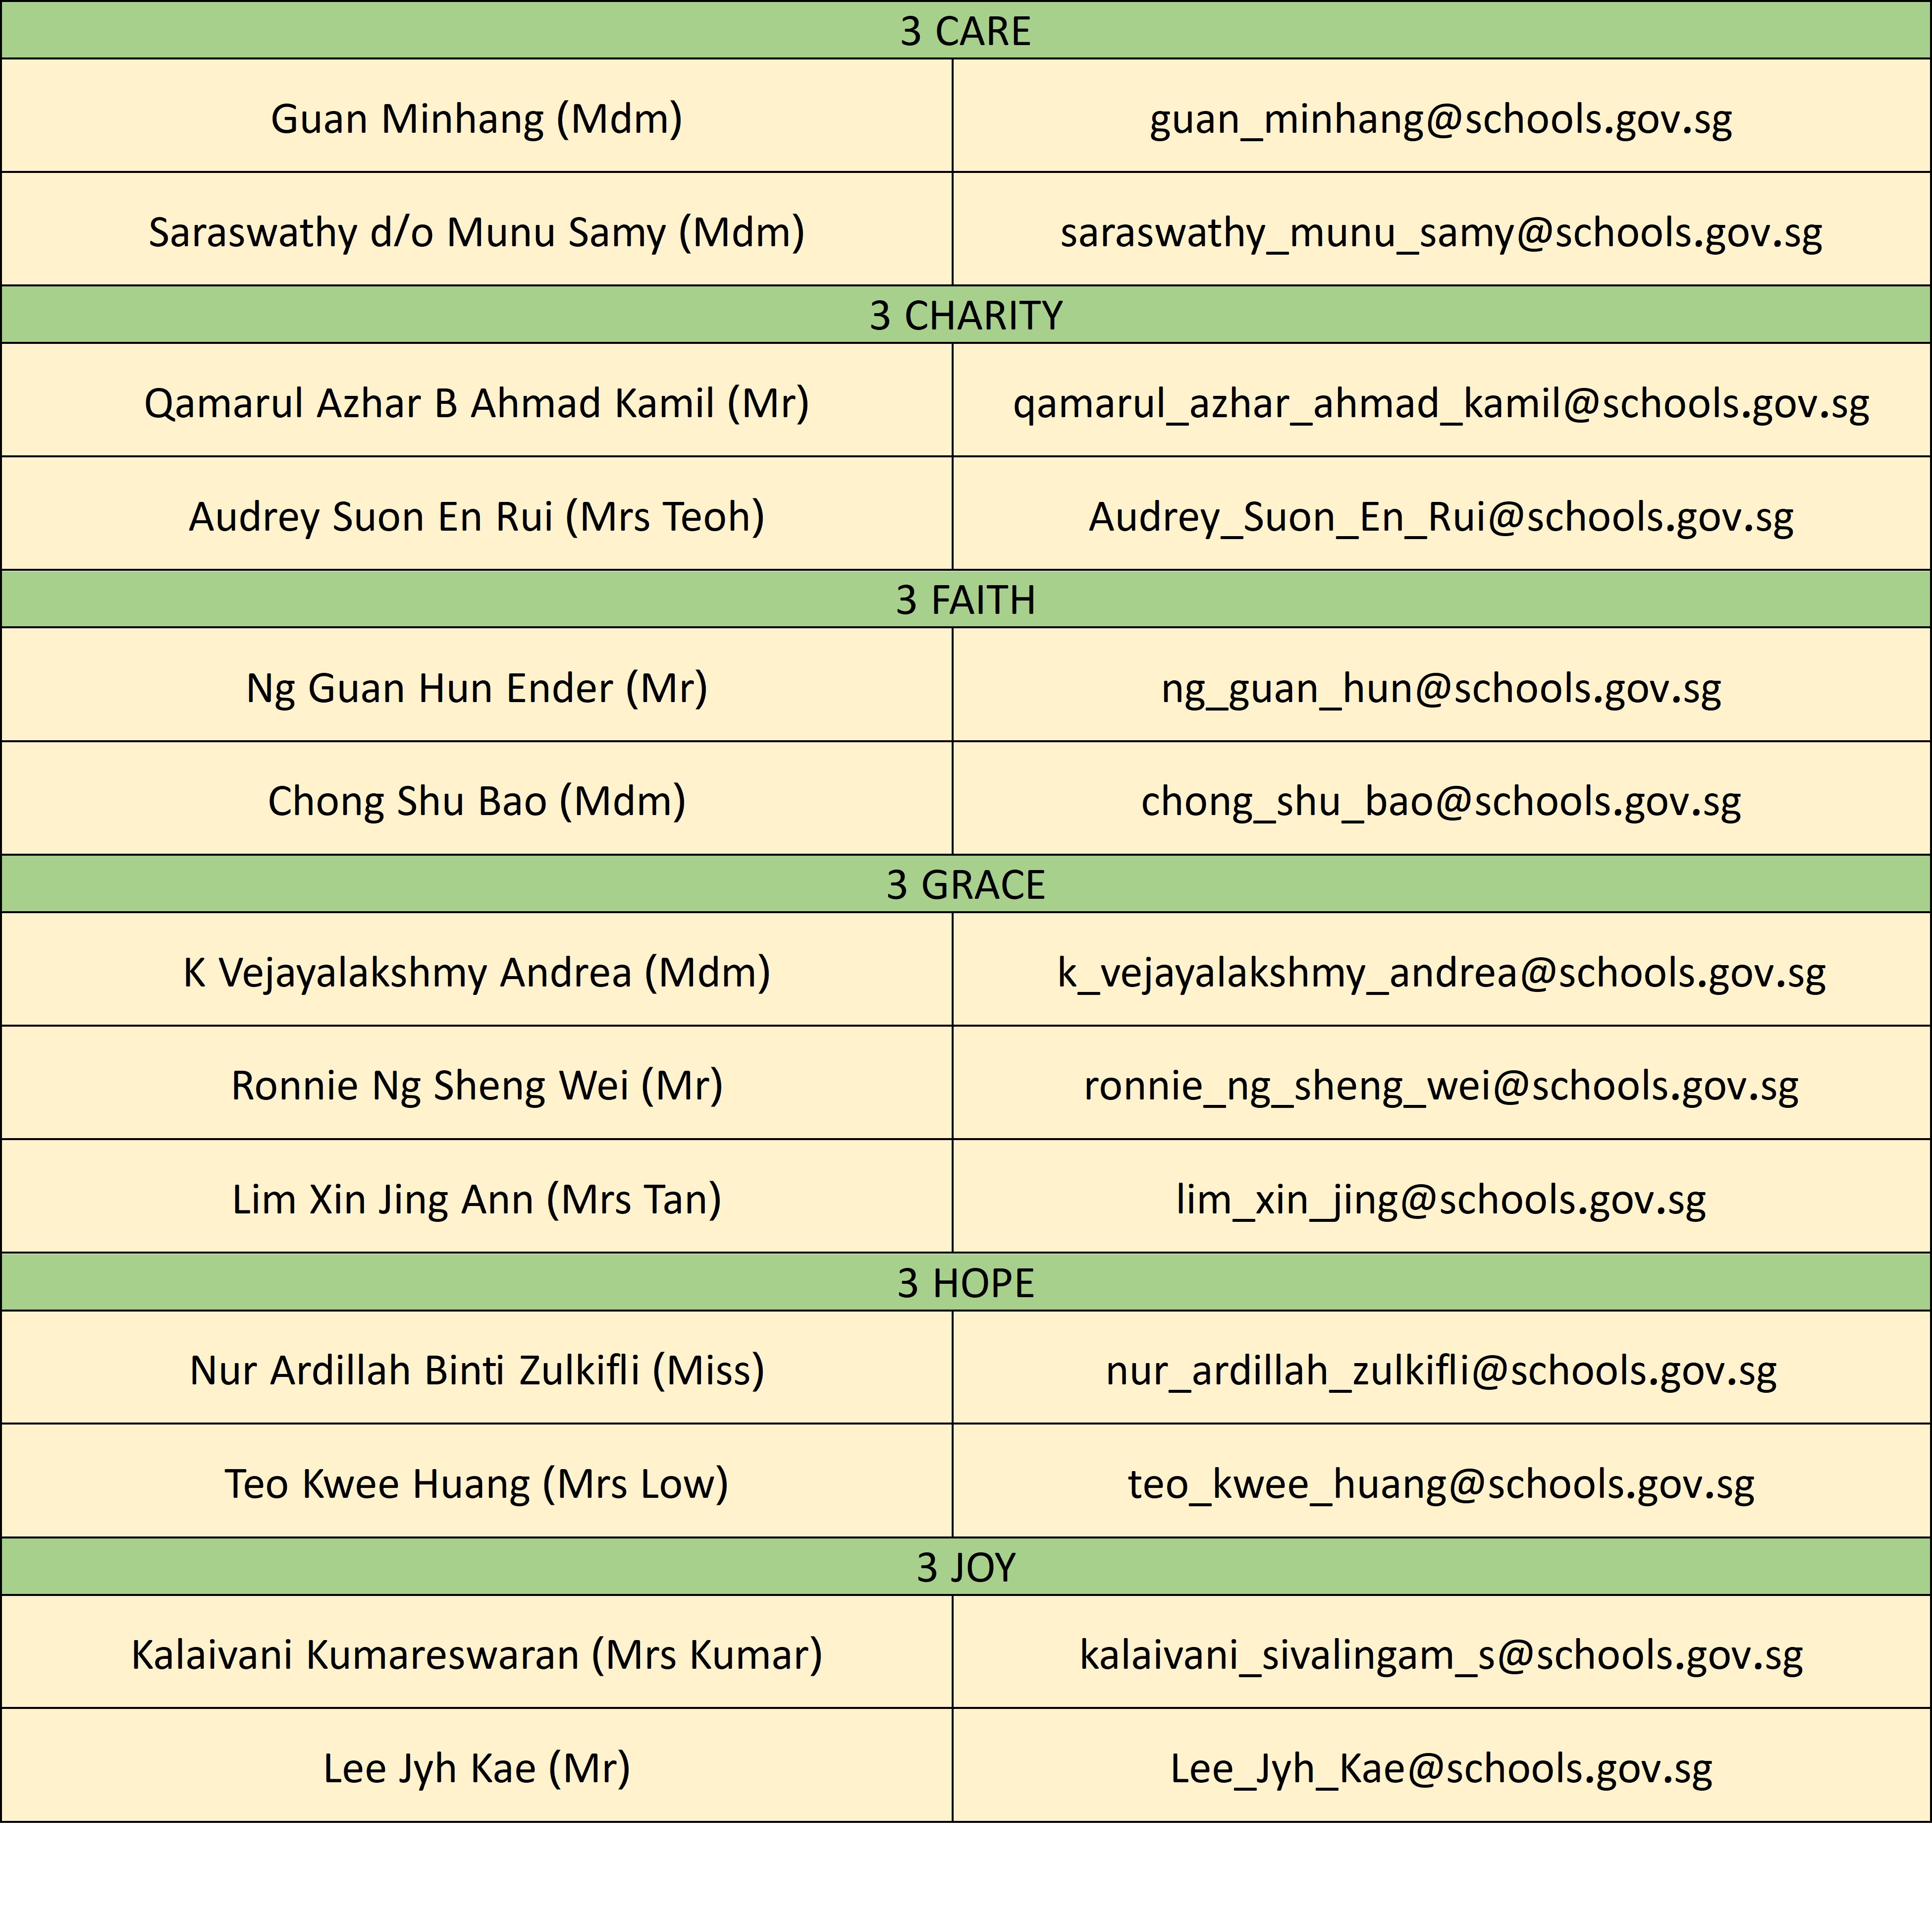 3 CARE
Guan Minhang (Mdm) guan_minhang@schools.gov.sg
Saraswathy d/o Munu Samy (Mdm) saraswathy_munu_samy@schools.gov.sg
3 CHARITY
Qamarul Azhar B Ahmad Kamil (Mr) qamarul_azhar_ahmad_kamil@schools.gov.sg
Audrey Suon En Rui (Mrs Teoh) Audrey_Suon_En_Rui@schools.gov.sg
3 FAITH
Ng Guan Hun Ender (Mr) ng_guan_hun@schools.gov.sg
Chong Shu Bao (Mdm) chong_shu_bao@schools.gov.sg
3 GRACE
K Vejayalakshmy Andrea (Mdm) k_vejayalakshmy_andrea@schools.gov.sg
Ronnie Ng Sheng Wei (Mr) ronnie_ng_sheng_wei@schools.gov.sg
Lim Xin Jing Ann (Mrs Tan) lim_xin_jing@schools.gov.sg
3 HOPE
Nur Ardillah Binti Zulkifli (Miss) nur_ardillah_zulkifli@schools.gov.sg
Teo Kwee Huang (Mrs Low) teo_kwee_huang@schools.gov.sg
3 JOY
Kalaivani Kumareswaran (Mrs Kumar) kalaivani_sivalingam_s@schools.gov.sg
Lee Jyh Kae (Mr) Lee_Jyh_Kae@schools.gov.sg